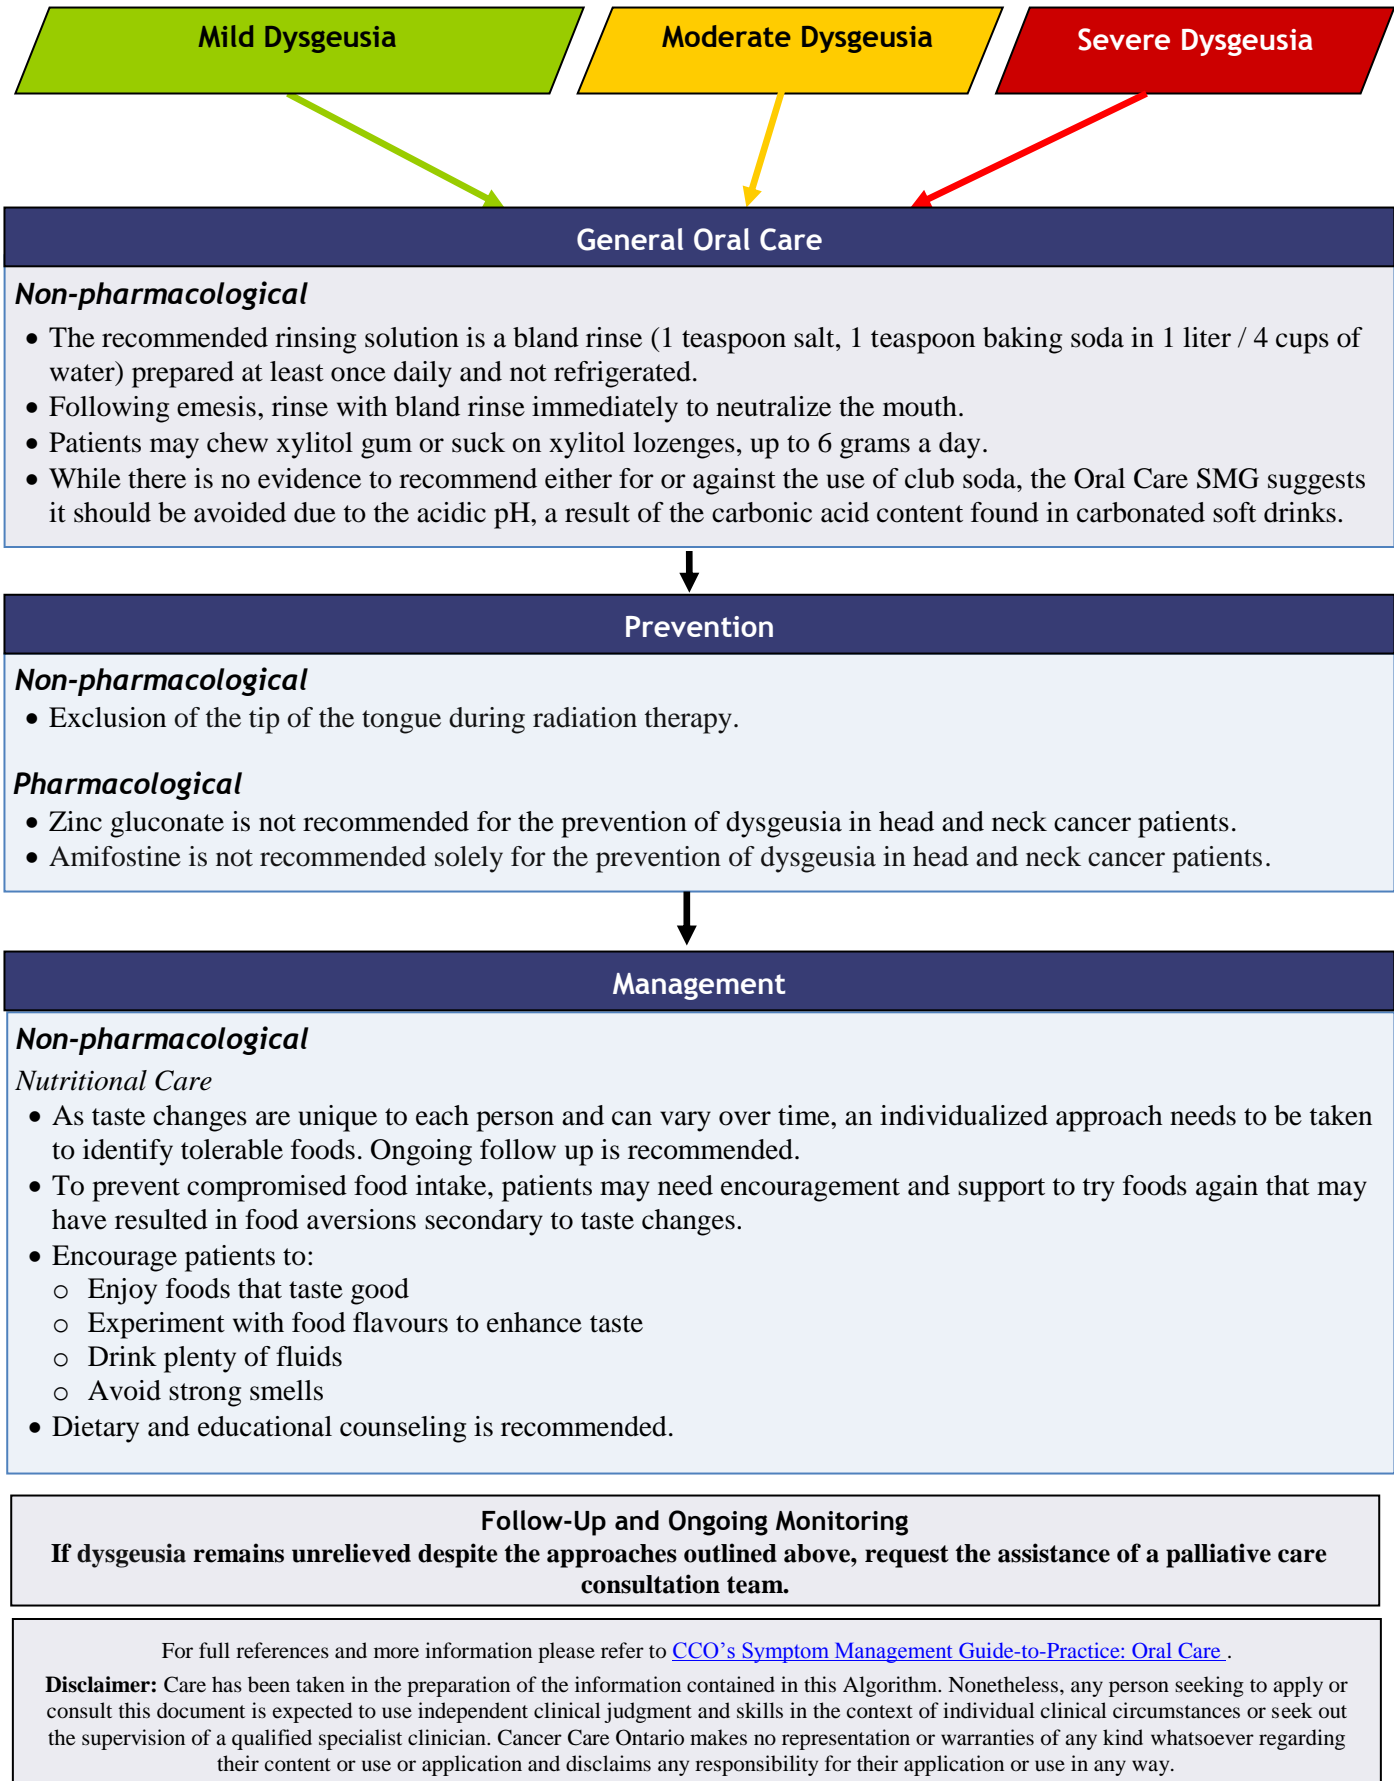 Mild Dysgeusia
Moderate Dysgeusia
Severe Dysgeusia
General Oral Care
Non-pharmacological
• The recommended rinsing solution is a bland rinse (1 teaspoon salt, 1 teaspoon baking soda in 1 liter / 4 cups of
water) prepared at least once daily and not refrigerated.
• Following emesis, rinse with bland rinse immediately to neutralize the mouth.
• Patients may chew xylitol gum or suck on xylitol lozenges, up to 6 grams a day.
• While there is no evidence to recommend either for or against the use of club soda, the Oral Care SMG suggests
it should be avoided due to the acidic pH, a result of the carbonic acid content found in carbonated soft drinks.
Prevention
Non-pharmacological
• Exclusion of the tip of the tongue during radiation therapy.
Pharmacological
• Zinc gluconate is not recommended for the prevention of dysgeusia in head and neck cancer patients.
• Amifostine is not recommended solely for the prevention of dysgeusia in head and neck cancer patients.
Management
Non-pharmacological
Nutritional Care
• As taste changes are unique to each person and can vary over time, an individualized approach needs to be taken
to identify tolerable foods. Ongoing follow up is recommended.
• To prevent compromised food intake, patients may need encouragement and support to try foods again that may
have resulted in food aversions secondary to taste changes.
• Encourage patients to:
o Enjoy foods that taste good
o Experiment with food flavours to enhance taste
o Drink plenty of fluids
o Avoid strong smells
• Dietary and educational counseling is recommended.
Follow-Up and Ongoing Monitoring
If dysgeusia remains unrelieved despite the approaches outlined above, request the assistance of a palliative care
consultation team.
For full references and more information please refer to CCO's Symptom Management Guide-to-Practice: Oral Care .
Disclaimer: Care has been taken in the preparation of the information contained in this Algorithm. Nonetheless, any person seeking to apply or
consult this document is expected to use independent clinical judgment and skills in the context of individual clinical circumstances or seek out
the supervision of a qualified specialist clinician. Cancer Care Ontario makes no representation or warranties of any kind whatsoever regarding
their content or use or application and disclaims any responsibility for their application or use in any way.